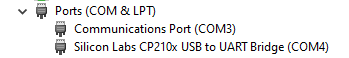 Ports (COM & LPT)
Communications Port (COM3)
Silicon Labs CP210x USB to UART Bridge (COM4)